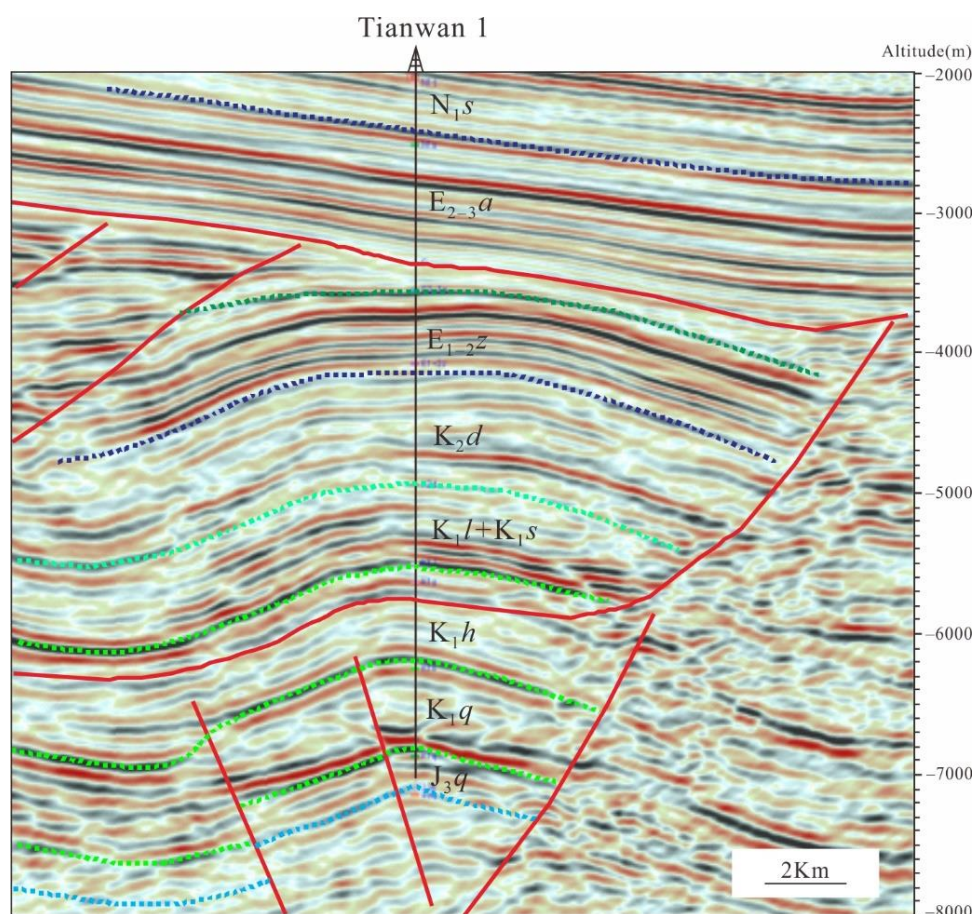 Tianwan 1
Altitude(m)
−2000
N₁s
E₂₋₃a
−3000
E₁₋₂z
−4000
K₂d
−5000
K₁l+K₁s
K₁h
−6000
K₁q
J₃q
−7000
2Km
−8000